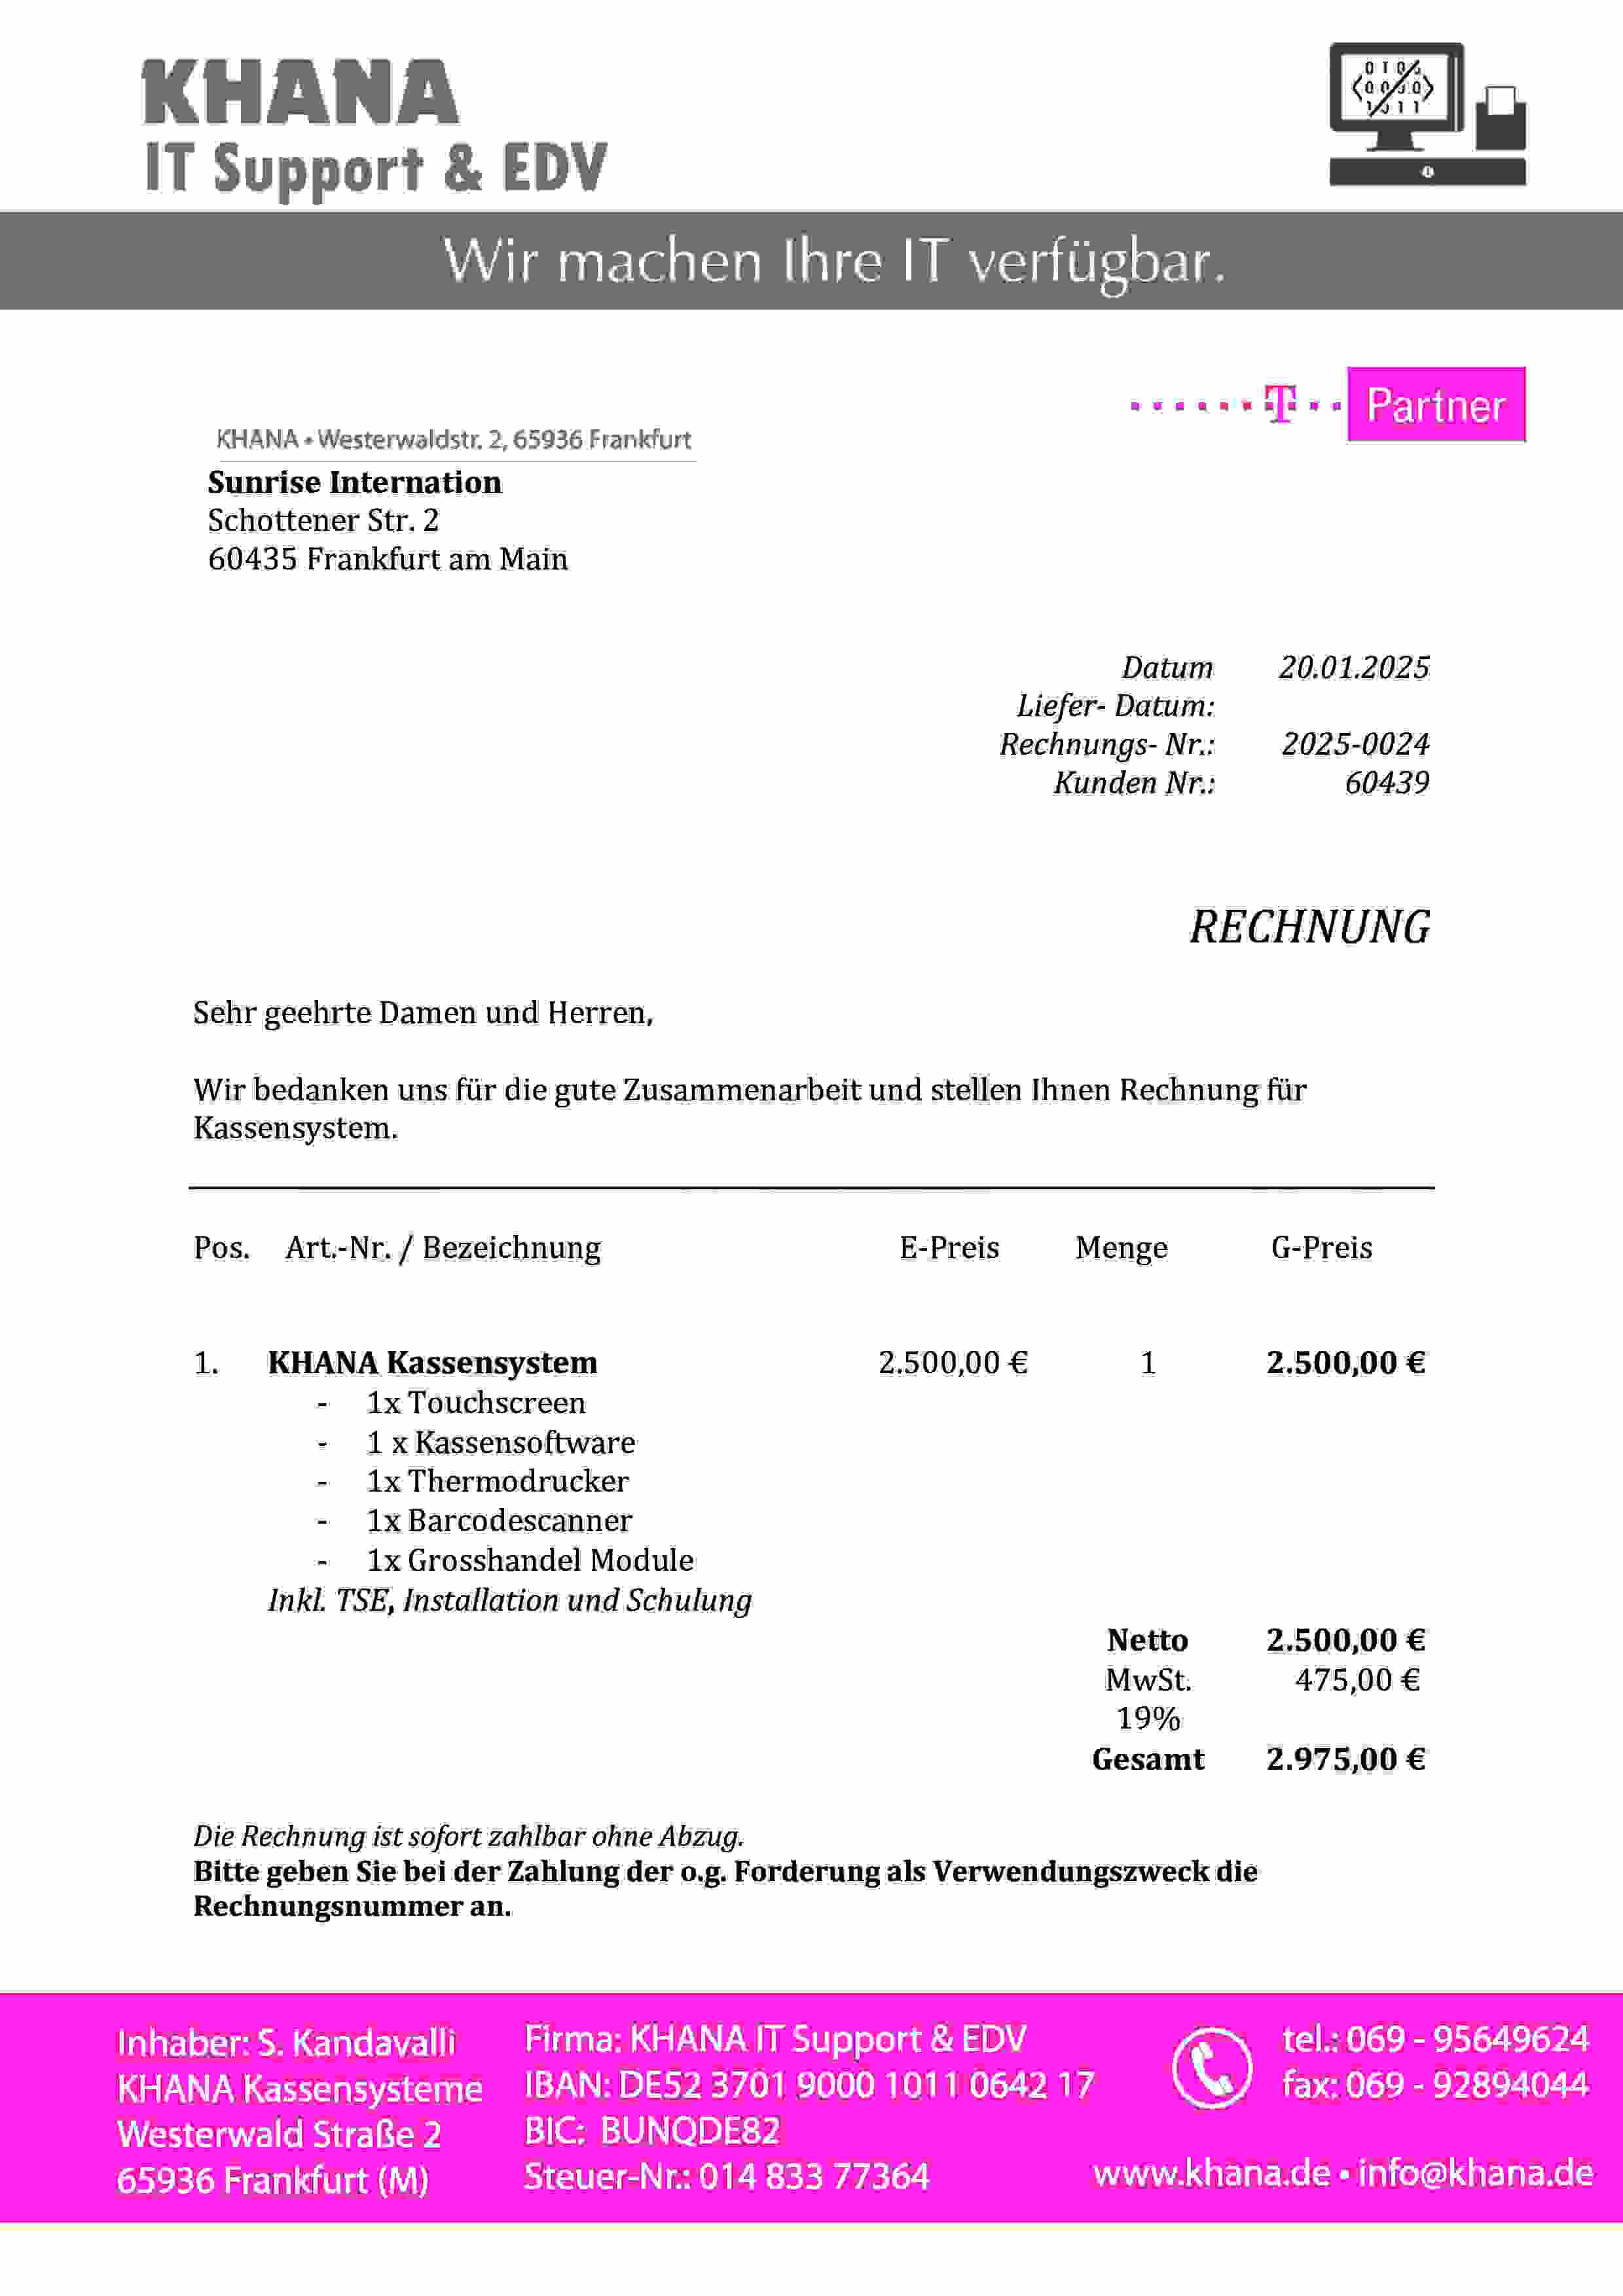 KHANA
IT Support & EDV
Wir machen Ihre IT verfügbar.
T Partner
KHANA • Westerwaldstr. 2, 65936 Frankfurt
Sunrise Internation
Schottener Str. 2
60435 Frankfurt am Main
Datum 20.01.2025
Liefer- Datum:
Rechnungs- Nr.: 2025-0024
Kunden Nr.: 60439
RECHNUNG
Sehr geehrte Damen und Herren,
Wir bedanken uns für die gute Zusammenarbeit und stellen Ihnen Rechnung für
Kassensystem.
Pos. Art.-Nr. / Bezeichnung E-Preis Menge G-Preis
1. KHANA Kassensystem 2.500,00 € 1 2.500,00 €
- 1x Touchscreen
- 1 x Kassensoftware
- 1x Thermodrucker
- 1x Barcodescanner
- 1x Grosshandel Module
Inkl. TSE, Installation und Schulung
Netto 2.500,00 €
MwSt. 475,00 €
19%
Gesamt 2.975,00 €
Die Rechnung ist sofort zahlbar ohne Abzug.
Bitte geben Sie bei der Zahlung der o.g. Forderung als Verwendungszweck die
Rechnungsnummer an.
Inhaber: S. Kandavalli
KHANA Kassensysteme
Westerwald Straße 2
65936 Frankfurt (M)
Firma: KHANA IT Support & EDV
IBAN: DE52 3701 9000 1011 0642 17
BIC: BUNQDE82
Steuer-Nr.: 014 833 77364
tel.: 069 - 95649624
fax: 069 - 92894044
www.khana.de • info@khana.de